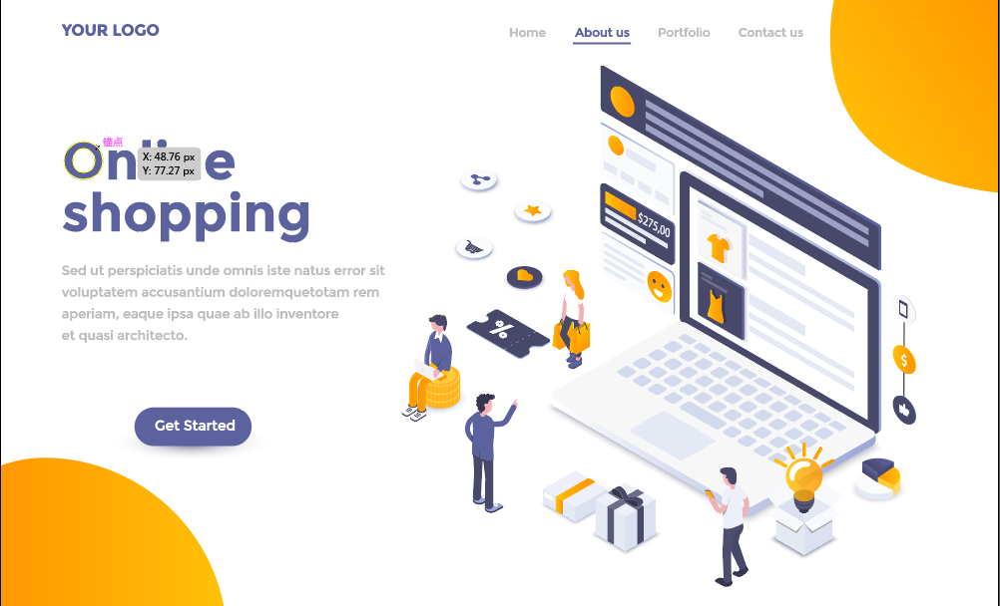 YOUR LOGO
Home About us Portfolio Contact us
锚点
Online
X: 48.76 px
Y: 77.27 px
shopping
Sed ut perspiciatis unde omnis iste natus error sit
voluptatem accusantium doloremquetotam rem
aperiam, eaque ipsa quae ab illo inventore
et quasi architecto.
Get Started
$275,00
%
$